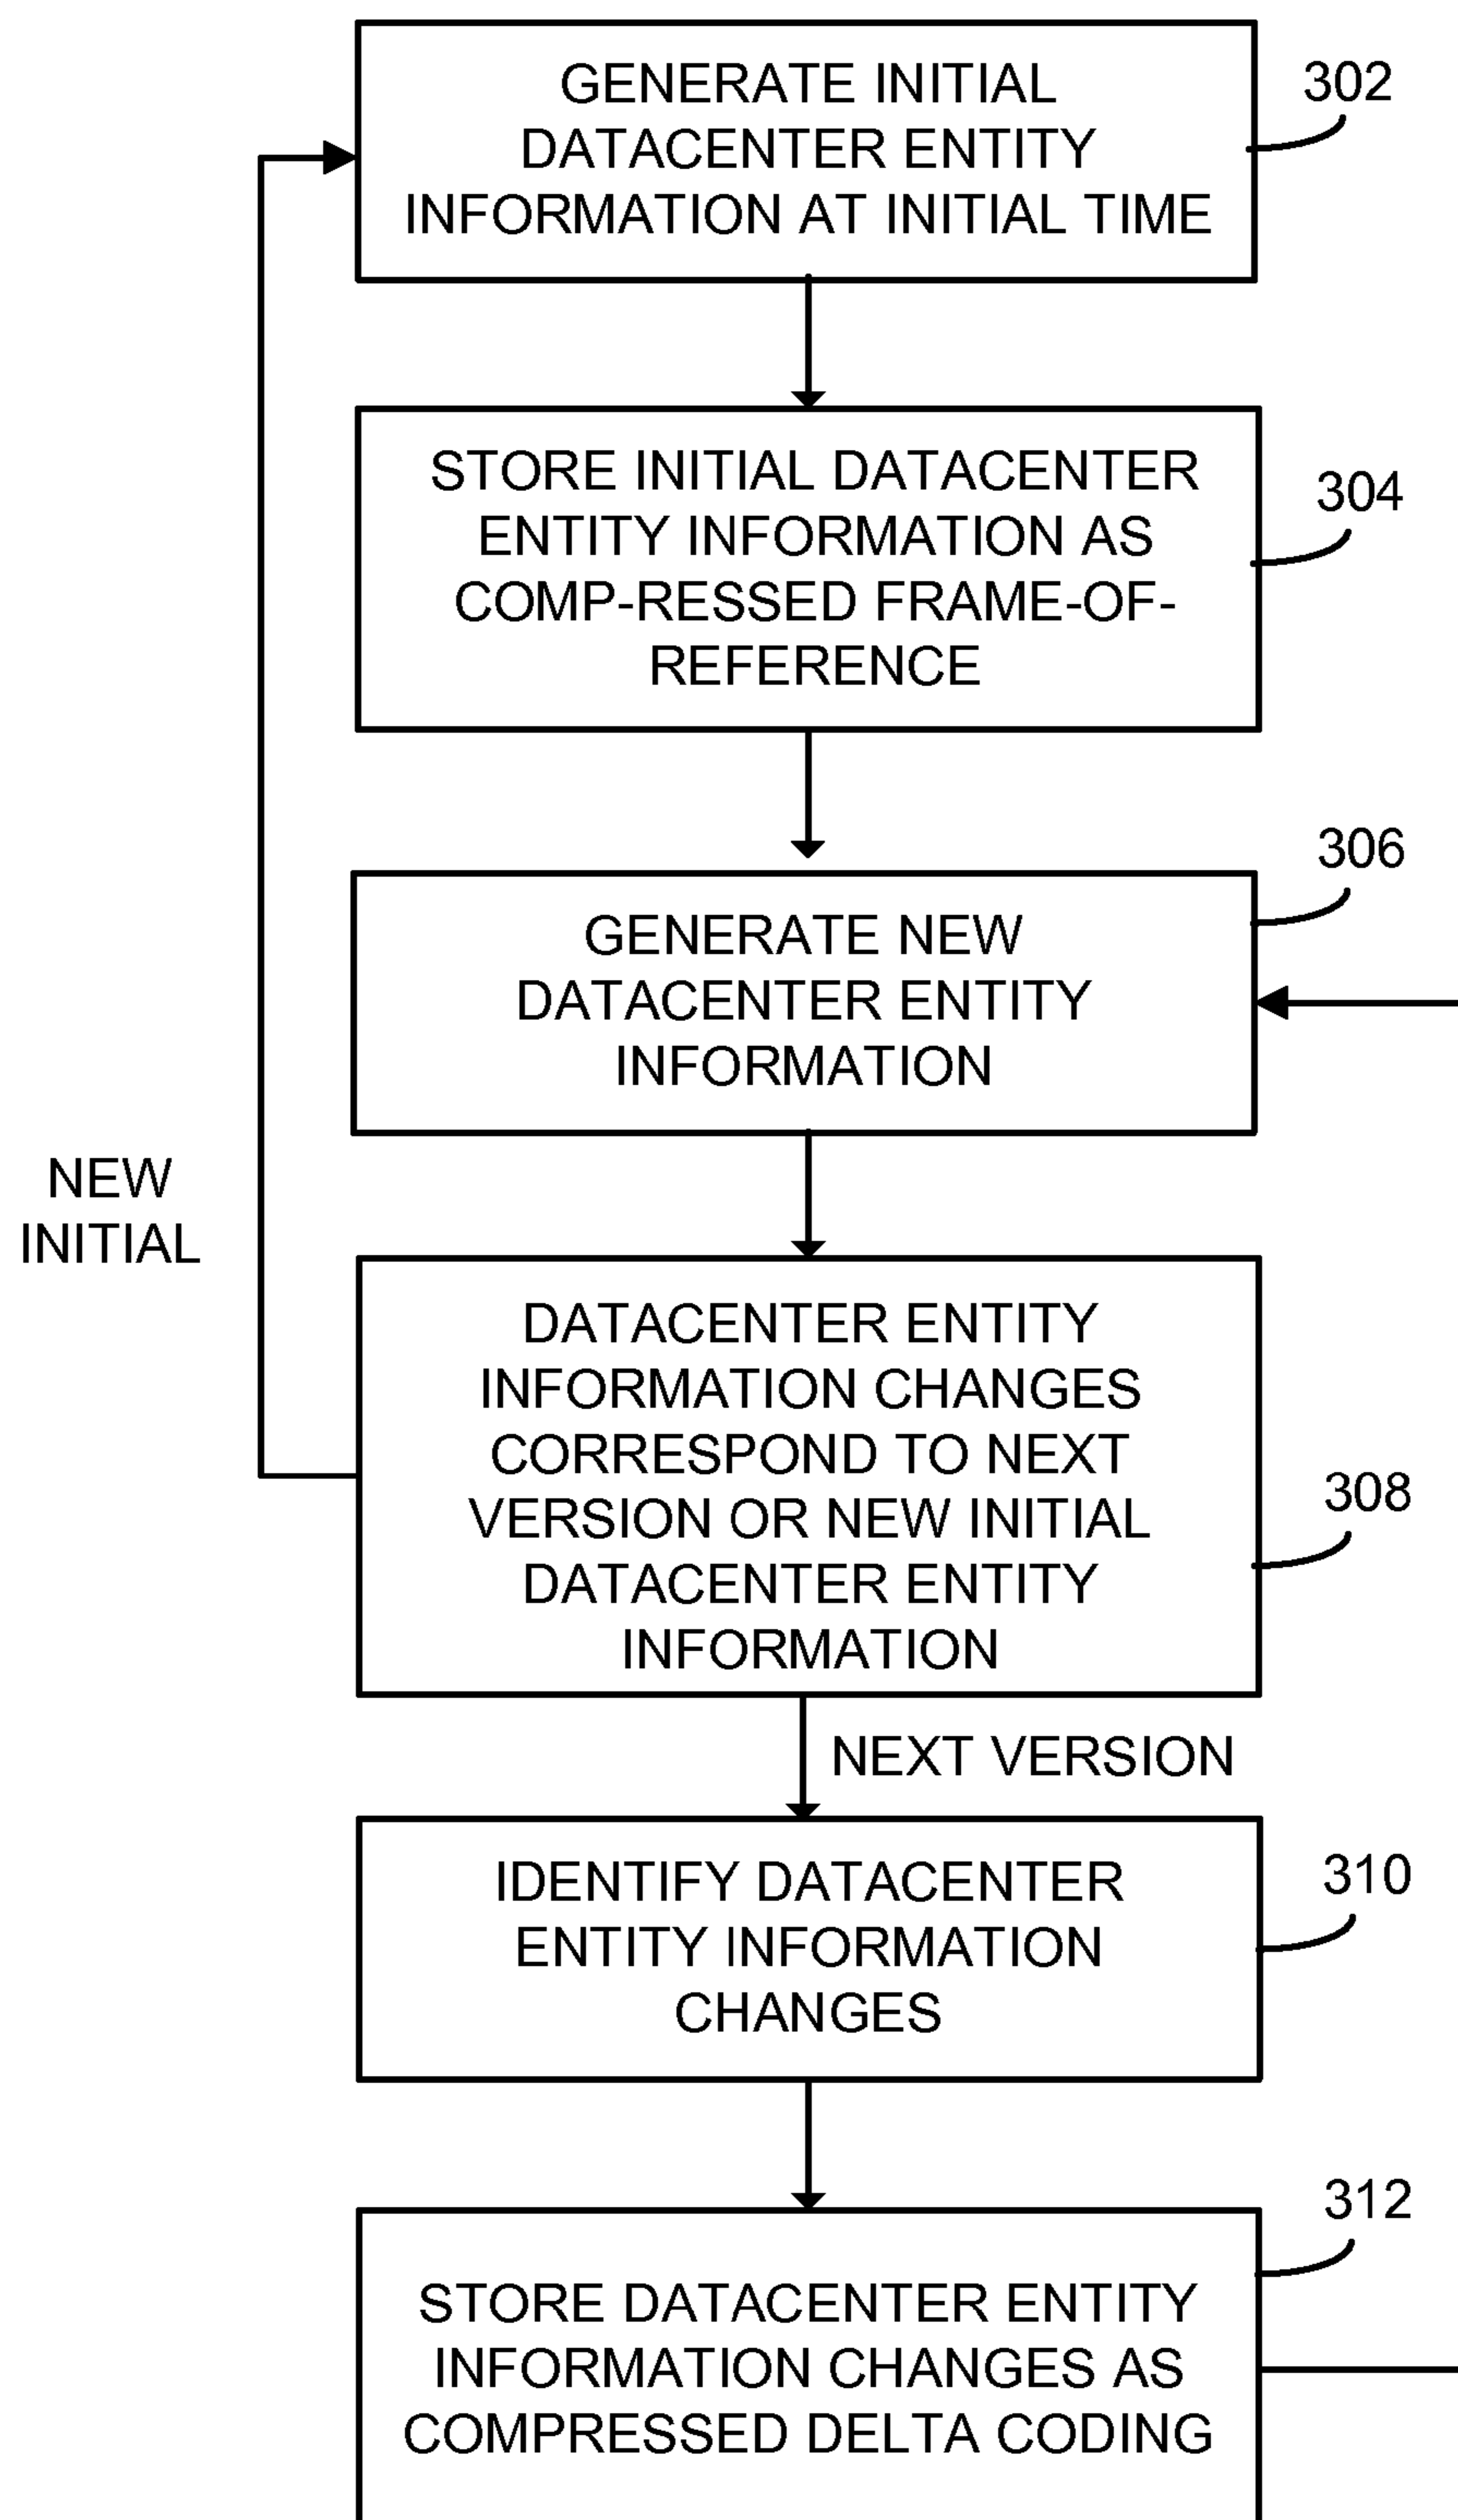 GENERATE INITIAL
DATACENTER ENTITY
INFORMATION AT INITIAL TIME
302
STORE INITIAL DATACENTER
ENTITY INFORMATION AS
COMP-RESSED FRAME-OF-
REFERENCE
304
306
GENERATE NEW
DATACENTER ENTITY
INFORMATION
NEW
INITIAL
DATACENTER ENTITY
INFORMATION CHANGES
CORRESPOND TO NEXT
VERSION OR NEW INITIAL
DATACENTER ENTITY
INFORMATION
308
NEXT VERSION
IDENTIFY DATACENTER
ENTITY INFORMATION
CHANGES
310
312
STORE DATACENTER ENTITY
INFORMATION CHANGES AS
COMPRESSED DELTA CODING